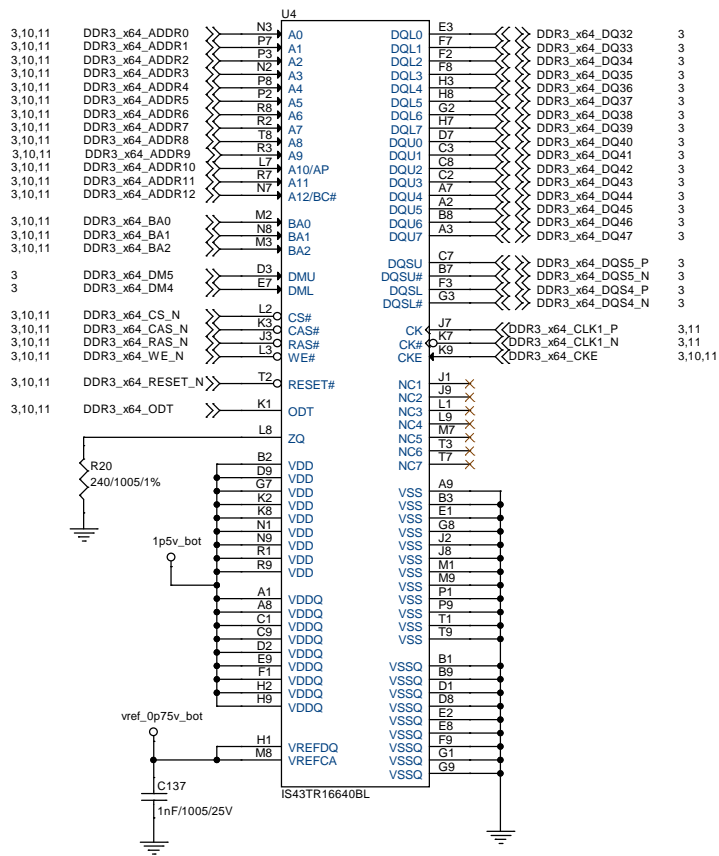 U4
3,10,11 DDR3_x64_ADDR0 N3 A0 DQL0 E3 DDR3_x64_DQ32 3
3,10,11 DDR3_x64_ADDR1 P7 A1 DQL1 F7 DDR3_x64_DQ33 3
3,10,11 DDR3_x64_ADDR2 P3 A2 DQL2 F2 DDR3_x64_DQ34 3
3,10,11 DDR3_x64_ADDR3 N2 A3 DQL3 F8 DDR3_x64_DQ35 3
3,10,11 DDR3_x64_ADDR4 P8 A4 DQL4 H3 DDR3_x64_DQ36 3
3,10,11 DDR3_x64_ADDR5 P2 A5 DQL5 H8 DDR3_x64_DQ37 3
3,10,11 DDR3_x64_ADDR6 R8 A6 DQL6 G2 DDR3_x64_DQ38 3
3,10,11 DDR3_x64_ADDR7 R2 A7 DQL7 H7 DDR3_x64_DQ39 3
3,10,11 DDR3_x64_ADDR8 T8 A8 DQU0 D7 DDR3_x64_DQ40 3
3,10,11 DDR3_x64_ADDR9 R3 A9 DQU1 C3 DDR3_x64_DQ41 3
3,10,11 DDR3_x64_ADDR10 L7 A10/AP DQU2 C8 DDR3_x64_DQ42 3
3,10,11 DDR3_x64_ADDR11 R7 A11 DQU3 C2 DDR3_x64_DQ43 3
3,10,11 DDR3_x64_ADDR12 N7 A12/BC# DQU4 A7 DDR3_x64_DQ44 3
DQU5 A2 DDR3_x64_DQ45 3
3,10,11 DDR3_x64_BA0 M2 BA0 DQU6 B8 DDR3_x64_DQ46 3
3,10,11 DDR3_x64_BA1 N8 BA1 DQU7 A3 DDR3_x64_DQ47 3
3,10,11 DDR3_x64_BA2 M3 BA2
DQSU C7 DDR3_x64_DQS5_P 3
3 DDR3_x64_DM5 D3 DMU DQSU# B7 DDR3_x64_DQS5_N 3
3 DDR3_x64_DM4 E7 DML DQSL F3 DDR3_x64_DQS4_P 3
DQSL# G3 DDR3_x64_DQS4_N 3
3,10,11 DDR3_x64_CS_N L2 CS#
3,10,11 DDR3_x64_CAS_N K3 CAS# CK J7 DDR3_x64_CLK1_P 3,11
3,10,11 DDR3_x64_RAS_N J3 RAS# CK# K7 DDR3_x64_CLK1_N 3,11
3,10,11 DDR3_x64_WE_N L3 WE# CKE K9 DDR3_x64_CKE 3,10,11
3,10,11 DDR3_x64_RESET_N T2 RESET# NC1 J1
NC2 J9
3,10,11 DDR3_x64_ODT K1 ODT NC3 L1
NC4 L9
L8 ZQ NC5 M7
NC6 T3
B2 VDD NC7 T7
R20 D9 VDD
240/1005/1% G7 VDD VSS A9
K2 VDD VSS B3
K8 VDD VSS E1
N1 VDD VSS G8
1p5v_bot N9 VDD VSS J2
R1 VDD VSS J8
R9 VDD VSS M1
VSS M9
A1 VDDQ VSS P1
A8 VDDQ VSS P9
C1 VDDQ VSS T1
C9 VDDQ VSS T9
D2 VDDQ
E9 VDDQ VSSQ B1
F1 VDDQ VSSQ B9
H2 VDDQ VSSQ D1
H9 VDDQ VSSQ D8
vref_0p75v_bot VSSQ E2
VSSQ E8
H1 VREFDQ VSSQ F9
M8 VREFCA VSSQ G1
VSSQ G9
C137
1nF/1005/25V
IS43TR16640BL